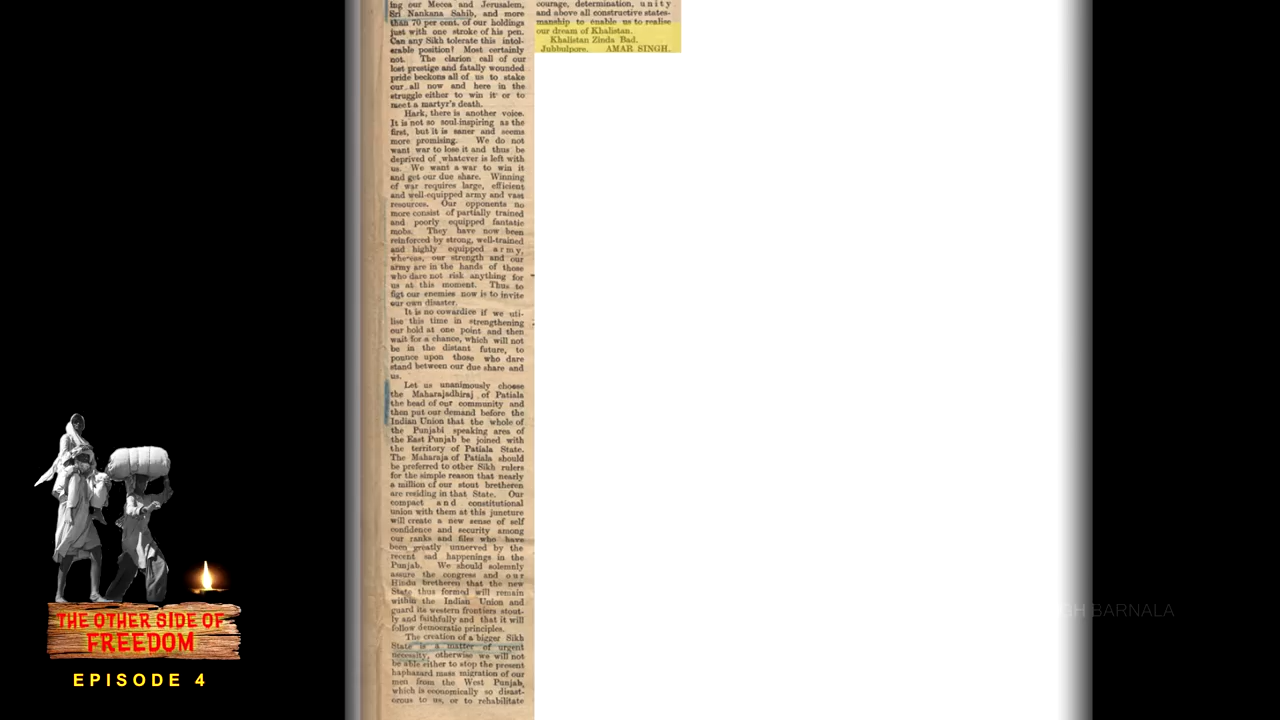 ing our Mecca and Jerusalem,
Sri Nankana Sahib, and more
than 70 per cent. of our holdings
just with one stroke of his pen.
Can any Sikh tolerate this intol-
erable position? Most certainly
not. The clarion call of our
lost prestige and fatally wounded
pride beckons all of us to stake
our all now and here in the
struggle either to win it or to
meet a martyr's death.
Hark, there is another voice.
It is not so soul inspiring as the
first, but it is saner and seems
more promising. We do not
want war to lose it and thus be
deprived of whatever is left with
us. We want a war to win it
and get our due share. Winning
of war requires large, efficient
and well-equipped army and vast
resources. Our opponents no
more consist of partially trained
and poorly equipped fantatic
mobs. They have now been
reinforced by strong, well-trained
and highly equipped army,
whereas, our strength and our
army are in the hands of those
who dare not risk anything for
us at this moment. Thus to
figt our enemies now is to invite
our own disaster.
It is no cowardice if we uti-
lise this time in strengthening
our hold at one point and then
wait for a chance, which will not
be in the distant future, to
pounce upon those who dare
stand between our due share and
us.
Let us unanimously choose
the Maharajadhiraj of Patiala
the head of our community and
then put our demand before the
Indian Union that the whole of
the Punjabi speaking area of
the East Punjab be joined with
the territory of Patiala State.
The Maharaja of Patiala should
be preferred to other Sikh rulers
for the simple reason that nearly
a million of our stout bretheren
are residing in that State. Our
compact and constitutional
union with them at this juneture
will create a new sense of self
confidence and security among
our ranks and files who have
been greatly unnerved by the
recent sad happenings in the
Punjab. We should solemnly
assure the congress and our
Hindu bretheren that the new
State thus formed will remain
within the Indian Union and
guard its western frontiers stout-
ly and faithfully and that it will
follow democratic principles.
The creation of a bigger Sikh
State is a matter of urgent
necessity, otherwise we will not
be able either to stop the present
haphazard mass migration of our
men from the West Punjab,
which is economically so disast-
erous to us, or to rehabilitate
courage, determination, unity
and above all constructive states-
manship to enable us to realise
our dream of Khalistan.
Khalistan Zinda Bad.
Jubbulpore. AMAR SINGH.
THE OTHER SIDE OF
FREEDOM
EPISODE 4
GH BARNALA